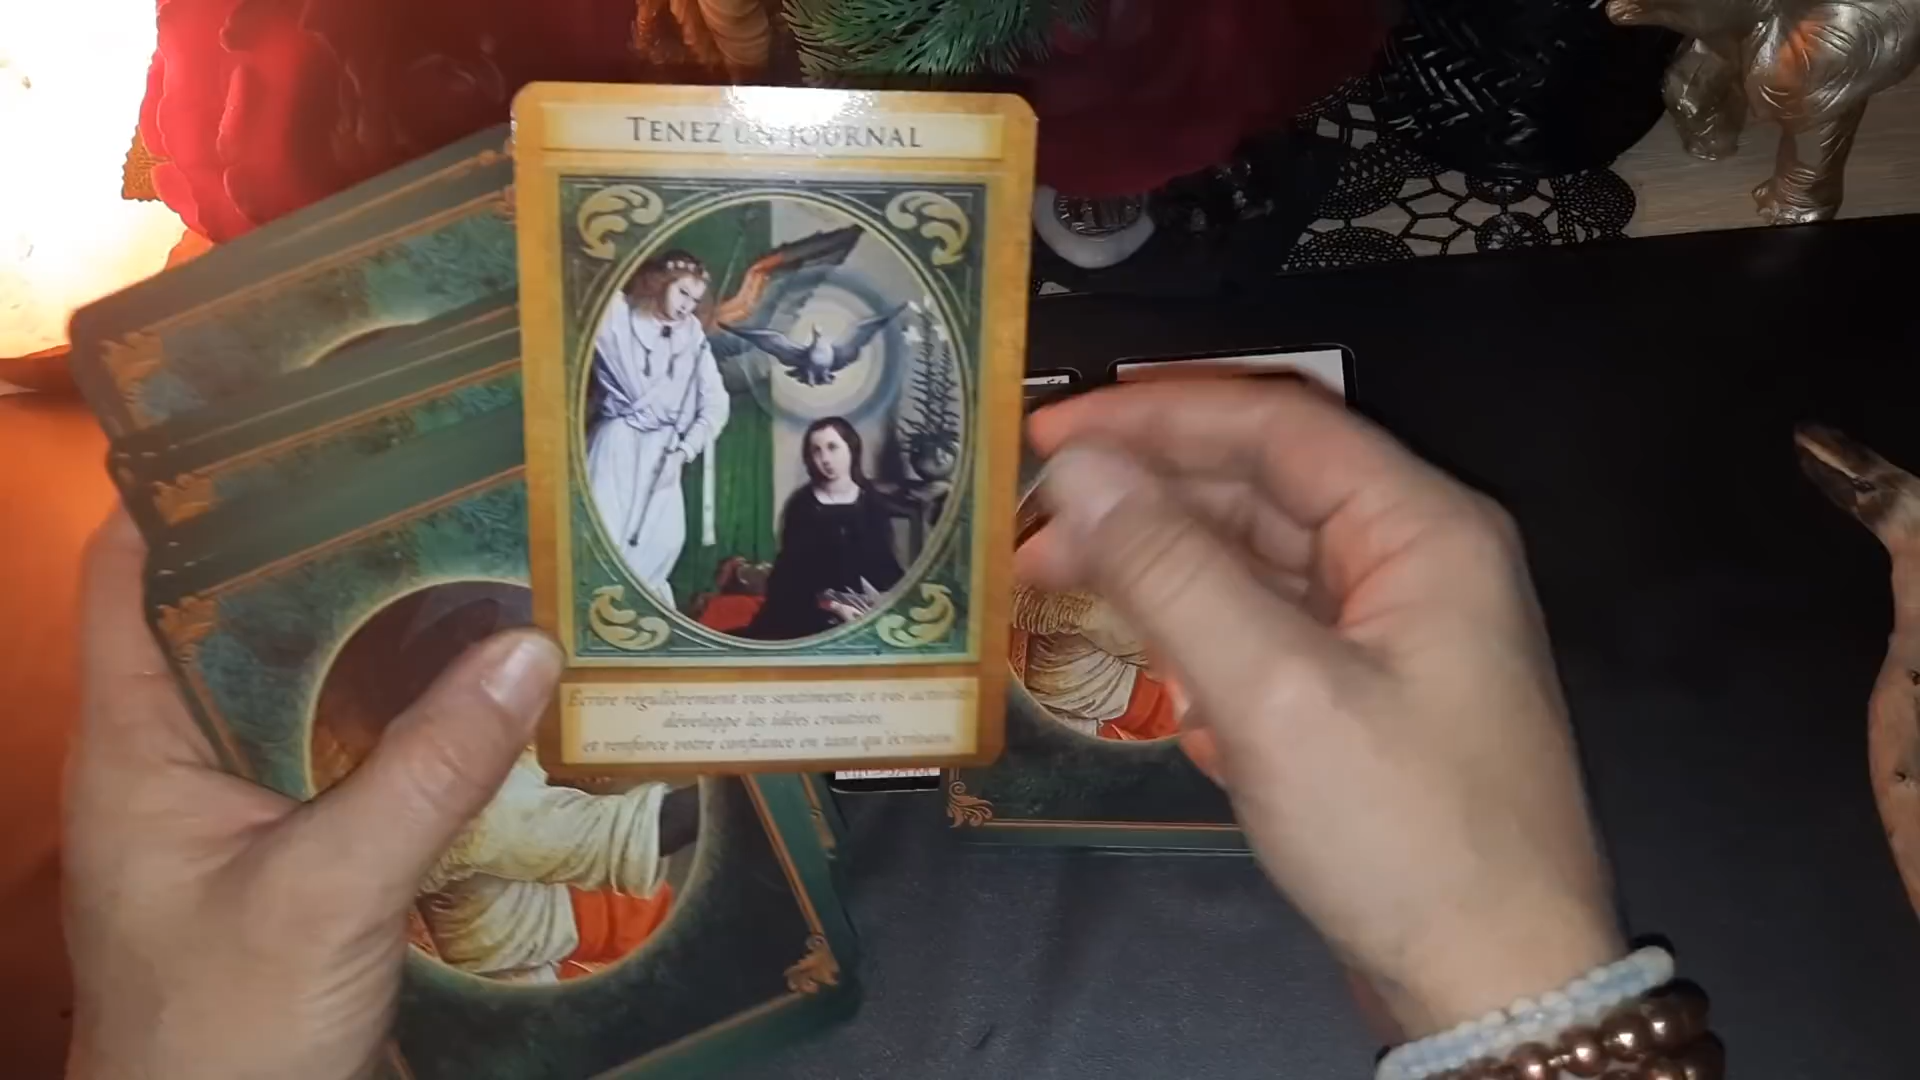 TENEZ UN JOURNAL
Écrire régulièrement vos sentiments et vos
développe les idées créatives
et renforce votre confiance en tant qu'écrivain